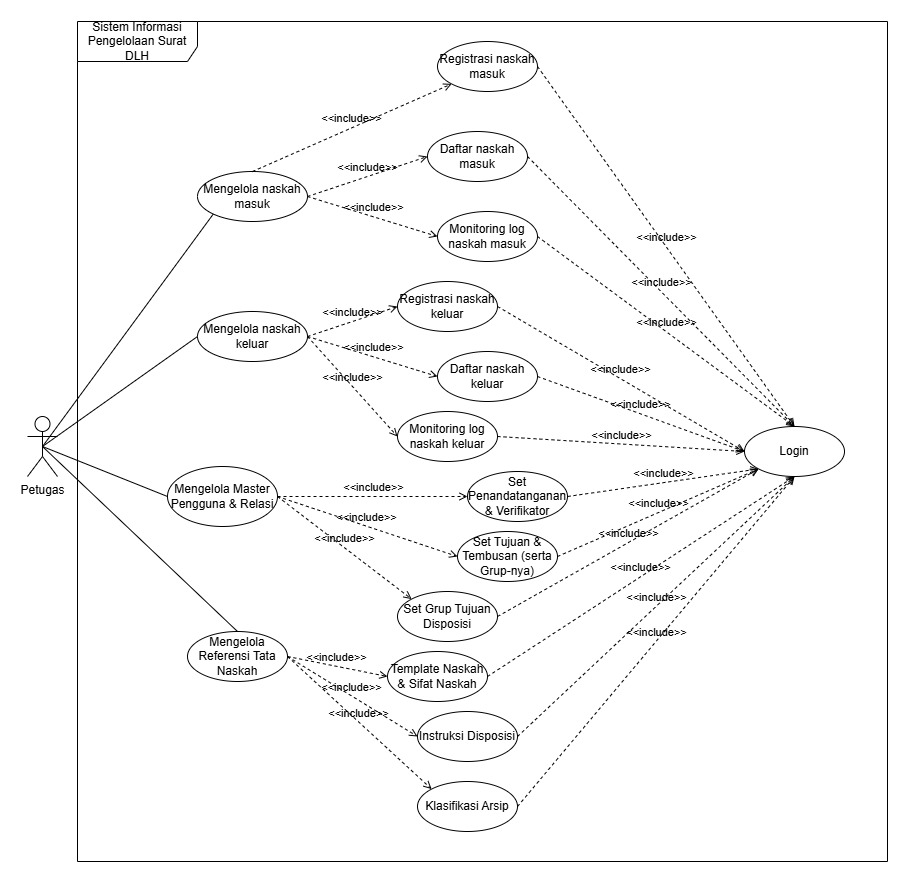 Sistem Informasi
Pengelolaan Surat
DLH
Registrasi naskah
masuk
<<include>>
Daftar naskah
masuk
<<include>>
Mengelola naskah
masuk
<<include>>
Monitoring log
naskah masuk
<<include>>
<<include>>
<<include>>
Registrasi naskah
keluar
<<include>>
Mengelola naskah
keluar
<<include>>
<<include>>
Daftar naskah
keluar
<<include>>
<<include>>
<<include>>
Monitoring log
naskah keluar
<<include>>
Login
Petugas
Mengelola Master
Pengguna & Relasi
<<include>>
Set
Penandatanganan
& Verifikator
<<include>>
<<include>>
<<include>>
<<include>>
<<include>>
Set Tujuan &
Tembusan (serta
Grup-nya)
<<include>>
Set Grup Tujuan
Disposisi
<<include>>
Mengelola
Referensi Tata
Naskah
<<include>>
<<include>>
Template Naskah
& Sifat Naskah
<<include>>
<<include>>
Instruksi Disposisi
Klasifikasi Arsip